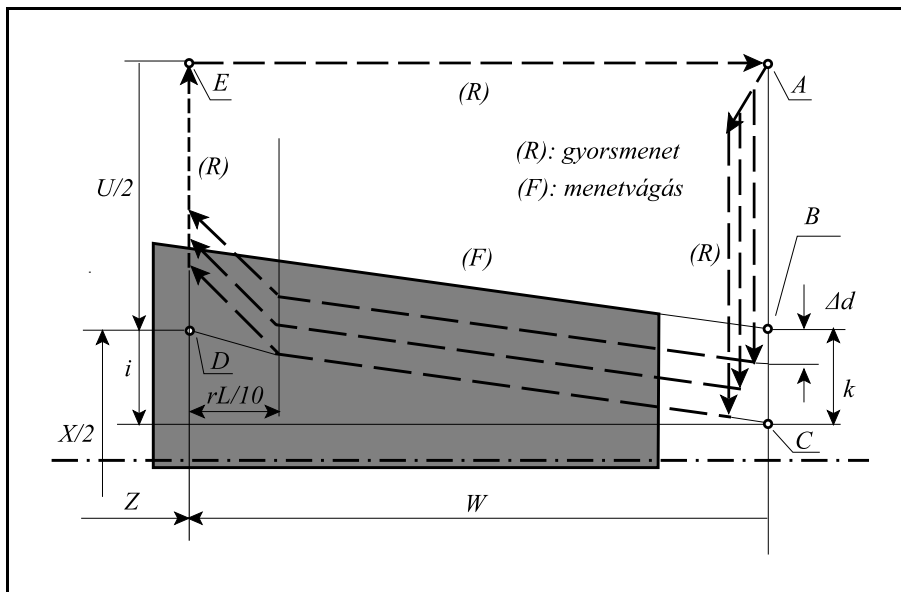 E
A
(R)
(R)
(R): gyorsmenet
(F): menetvágás
U/2
B
(F)
(R)
Δd
D
i
rL/10
k
X/2
C
Z
W